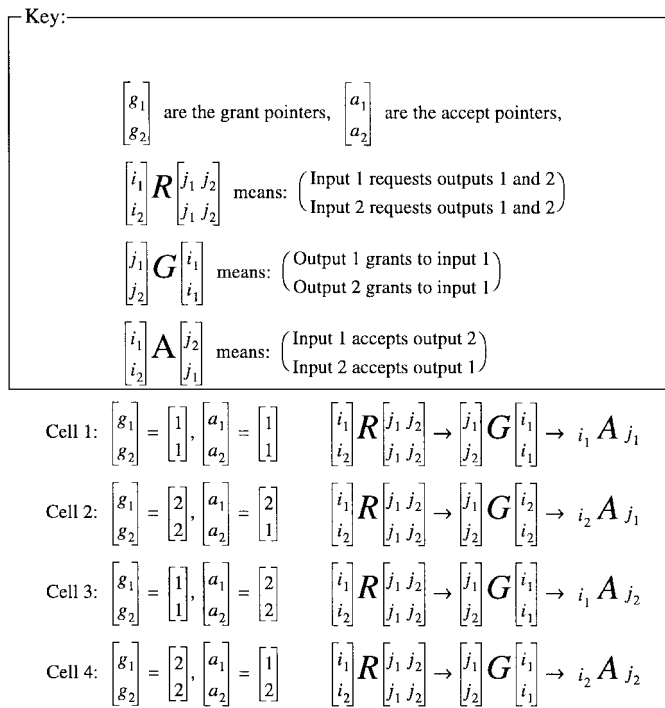 Key:
[g1 g2] are the grant pointers, [a1 a2] are the accept pointers,
[i1 i2] R [j1 j2 j1 j2] means: (Input 1 requests outputs 1 and 2
Input 2 requests outputs 1 and 2)
[j1 j2] G [i1 i1] means: (Output 1 grants to input 1
Output 2 grants to input 1)
[i1 i2] A [j2 j1] means: (Input 1 accepts output 2
Input 2 accepts output 1)
Cell 1: [g1 g2] = [1 1], [a1 a2] = [1 1] [i1 i2] R [j1 j2 j1 j2] → [j1 j2] G [i1 i1] → i1 A j1
Cell 2: [g1 g2] = [2 2], [a1 a2] = [2 1] [i1 i2] R [j1 j2 j1 j2] → [j1 j2] G [i2 i2] → i2 A j1
Cell 3: [g1 g2] = [1 1], [a1 a2] = [2 2] [i1 i2] R [j1 j2 j1 j2] → [j1 j2] G [i1 i1] → i1 A j2
Cell 4: [g1 g2] = [2 2], [a1 a2] = [1 2] [i1 i2] R [j1 j2 j1 j2] → [j1 j2] G [i1 i1] → i2 A j2